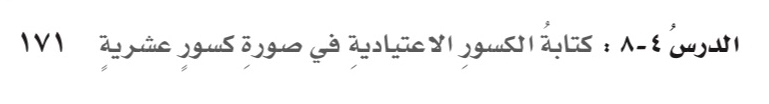 الدرسُ ٤-٨ : كتابةُ الكسورِ الاعتياديةِ في صورةِ كسورٍ عشريةٍ ١٧١